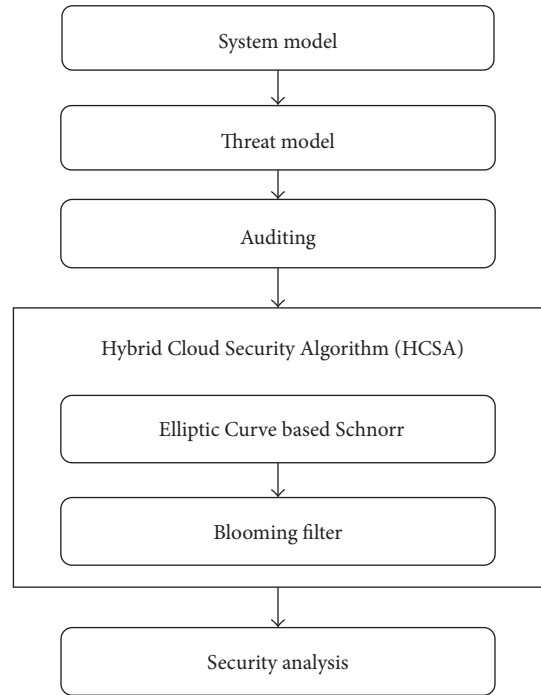 System model
Threat model
Auditing
Hybrid Cloud Security Algorithm (HCSA)
Elliptic Curve based Schnorr
Blooming filter
Security analysis